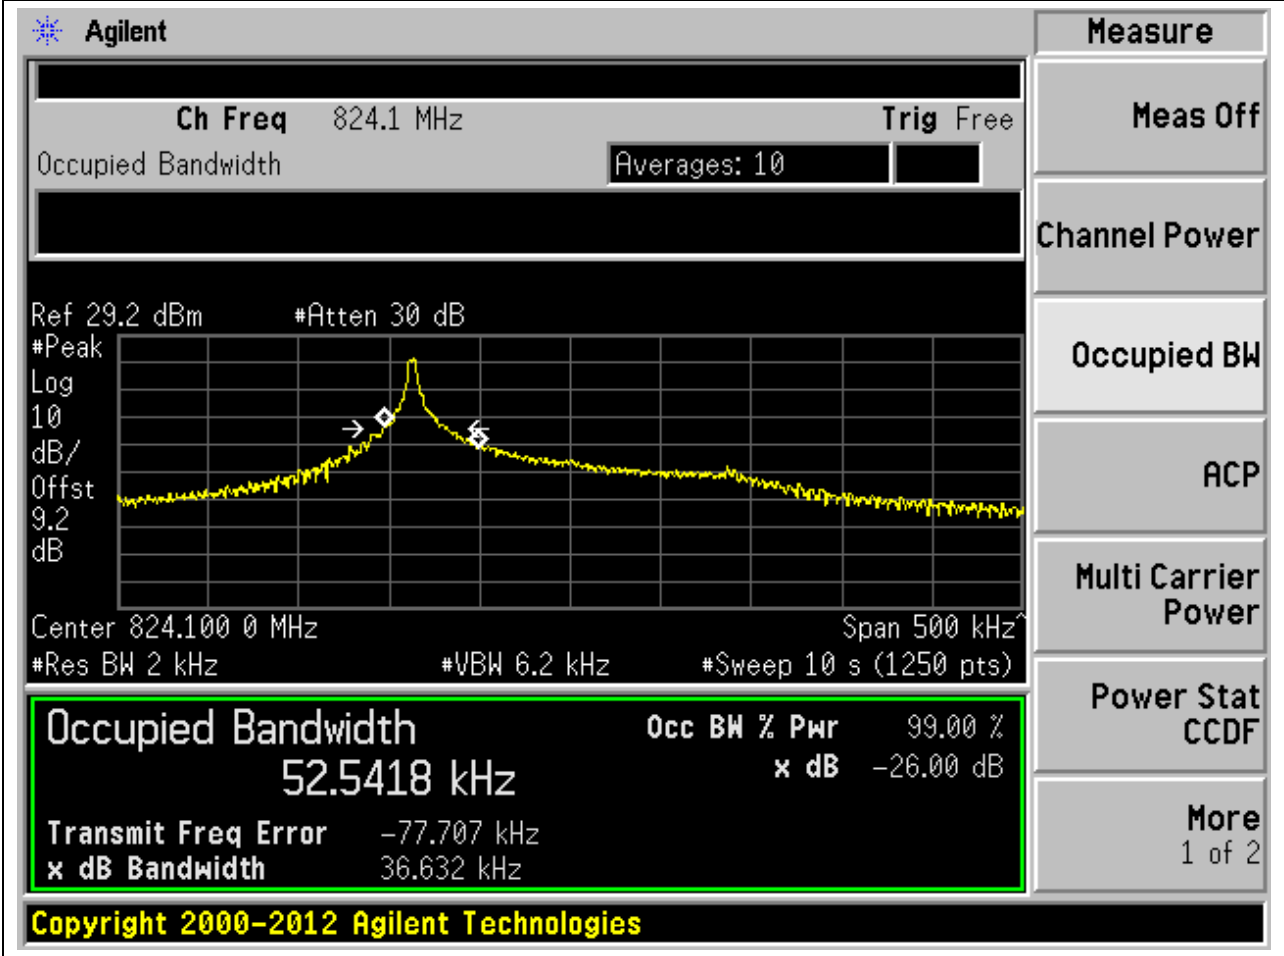 Agilent
Measure
Ch Freq 824.1 MHz Trig Free
Occupied Bandwidth Averages: 10
Meas Off
Channel Power
Occupied BW
ACP
Multi Carrier
Power
Power Stat
CCDF
More
1 of 2
Ref 29.2 dBm #Atten 30 dB
#Peak
Log
10
dB/
Offst
9.2
dB
Center 824.100 0 MHz Span 500 kHz^
#Res BW 2 kHz #VBW 6.2 kHz #Sweep 10 s (1250 pts)
Occupied Bandwidth Occ BW % Pwr 99.00 %
52.5418 kHz x dB -26.00 dB
Transmit Freq Error -77.707 kHz
x dB Bandwidth 36.632 kHz
Copyright 2000-2012 Agilent Technologies